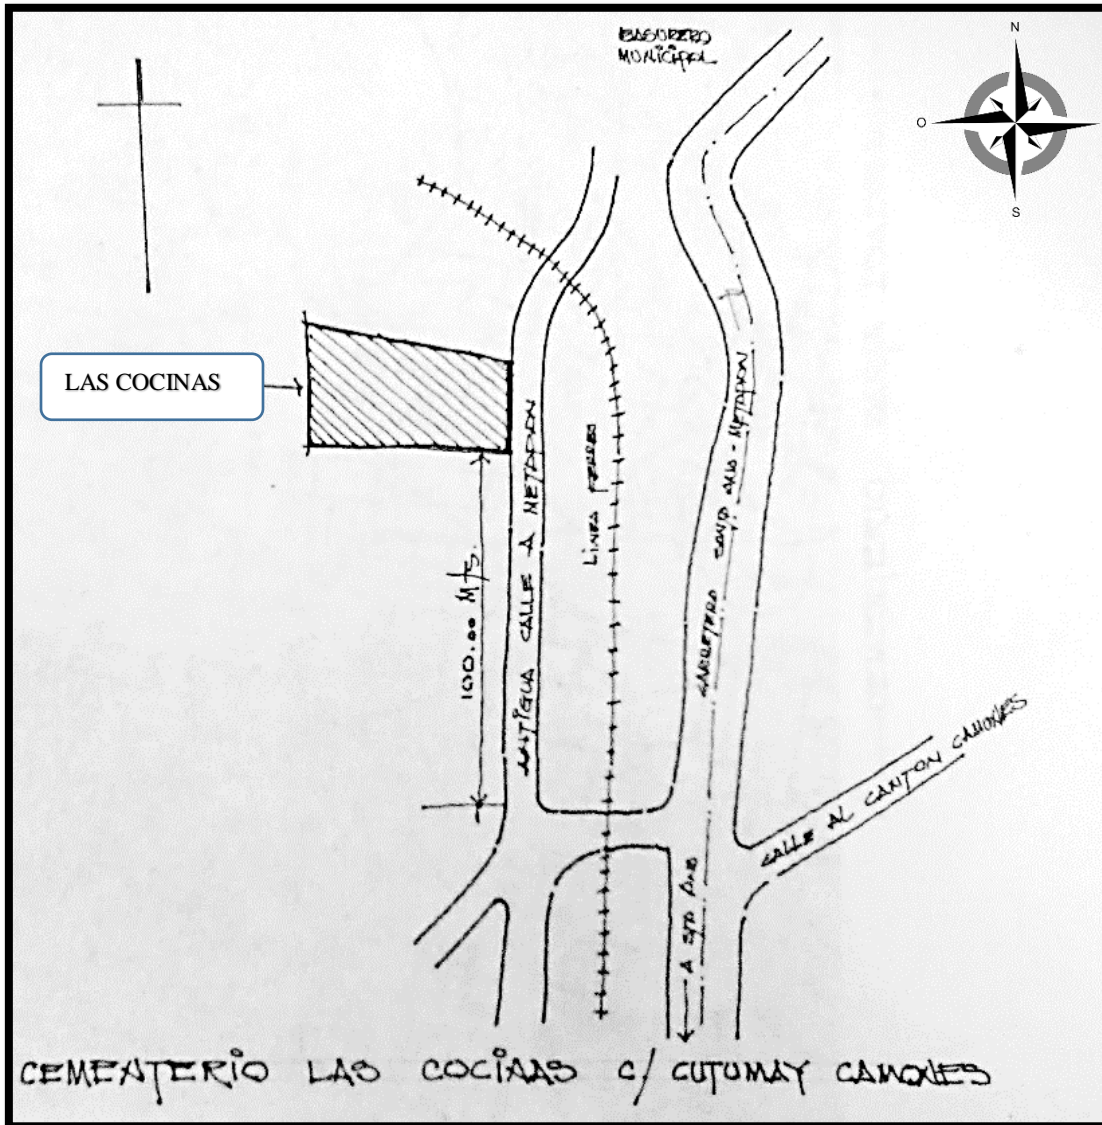 BASURERO
MUNICIPAL
N
O
S
LAS COCINAS
100.00 Mts.
ANTIGUA CALLE A METAPAN
LINEA FERREA
CARRETERA SANTA ANA - METAPAN
CALLE AL CANTON CAMONES
A STA ANA
CEMENTERIO LAS COCINAS C/ CUTUMAY CAMONES